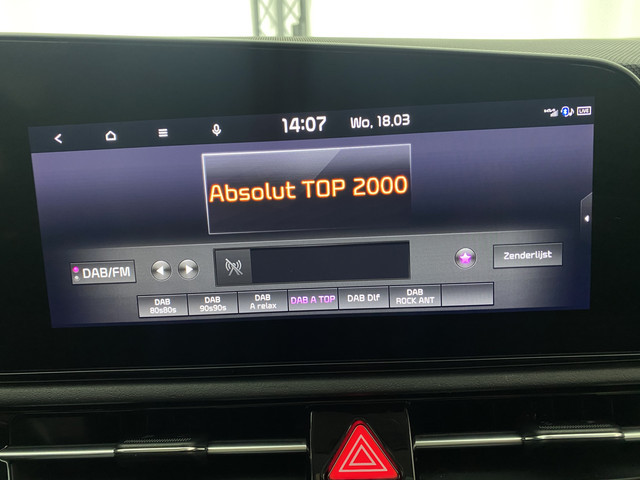 14:07 Wo, 18.03
LIVE
Absolut TOP 2000
DAB/FM
Zenderlijst
DAB
80s80s
DAB
90s90s
DAB
A relax
DAB A TOP
DAB Dlf
DAB
ROCK ANT